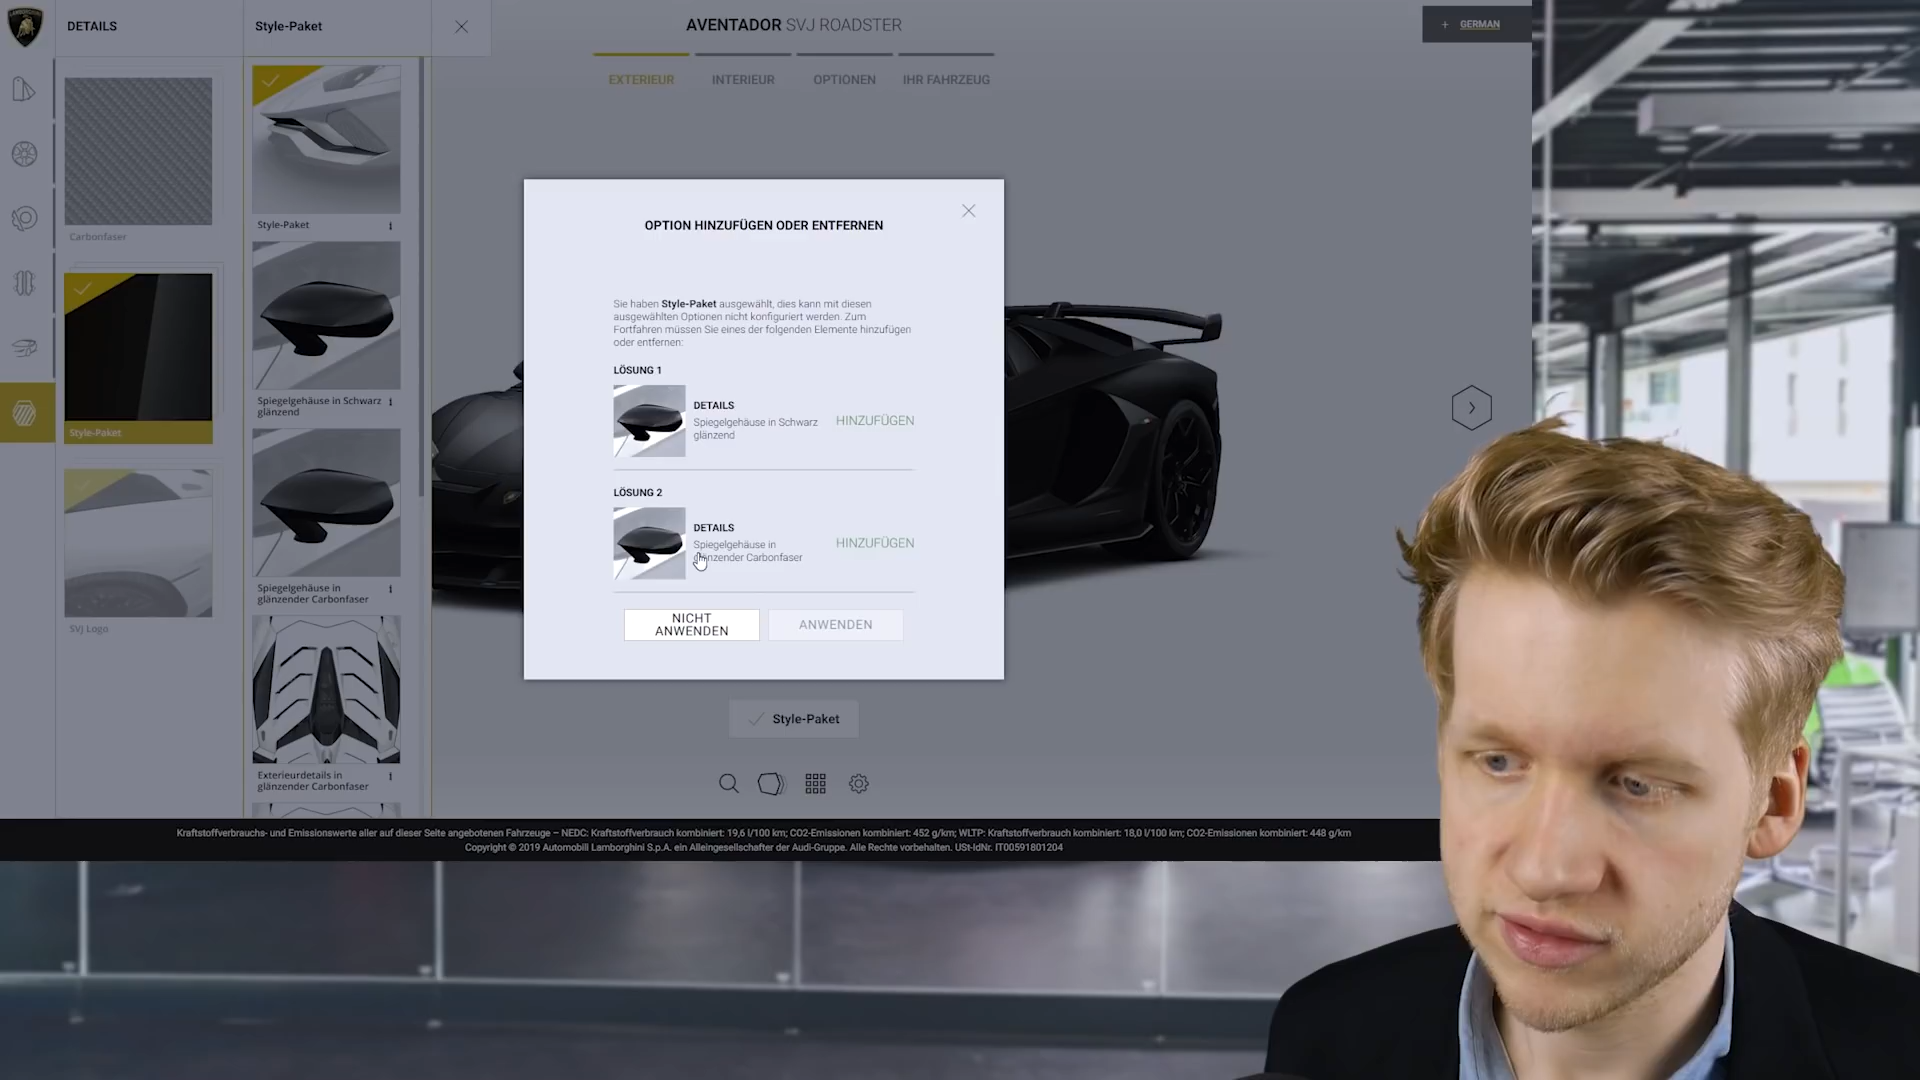 DETAILS
Style-Paket
AVENTADOR SVJ ROADSTER
+ GERMAN
EXTERIEUR
INTERIEUR
OPTIONEN
IHR FAHRZEUG
Carbonfaser
Style-Paket
SVJ Logo
Style-Paket
Spiegelgehäuse in Schwarz
glänzend
Spiegelgehäuse in
glänzender Carbonfaser
Exterieurdetails in
glänzender Carbonfaser
OPTION HINZUFÜGEN ODER ENTFERNEN
Sie haben Style-Paket ausgewählt, dies kann mit diesen
ausgewählten Optionen nicht konfiguriert werden. Zum
Fortfahren müssen Sie eines der folgenden Elemente hinzufügen
oder entfernen:
LÖSUNG 1
DETAILS
Spiegelgehäuse in Schwarz
glänzend
HINZUFÜGEN
LÖSUNG 2
DETAILS
Spiegelgehäuse in
glänzender Carbonfaser
HINZUFÜGEN
NICHT
ANWENDEN
ANWENDEN
Style-Paket
Kraftstoffverbrauchs- und Emissionswerte aller auf dieser Seite angebotenen Fahrzeuge – NEDC: Kraftstoffverbrauch kombiniert: 19,6 l/100 km; CO2-Emissionen kombiniert: 452 g/km; WLTP: Kraftstoffverbrauch kombiniert: 18,0 l/100 km; CO2-Emissionen kombiniert: 448 g/km
Copyright © 2019 Automobili Lamborghini S.p.A. ein Alleingesellschafter der Audi-Gruppe. Alle Rechte vorbehalten. USt-IdNr. IT00591801204